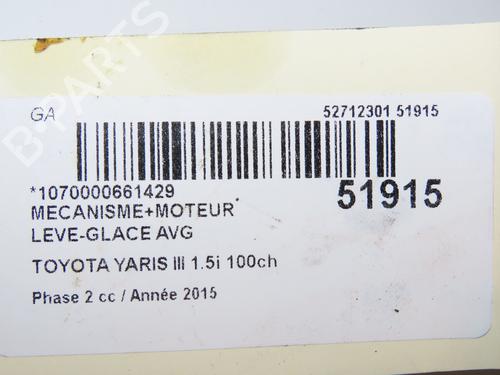 GA
52712301 51915
*1070000661429
51915
MECANISME+MOTEUR
LEVE-GLACE AVG
TOYOTA YARIS III 1.5i 100ch
Phase 2 cc / Année 2015
B-PARTS